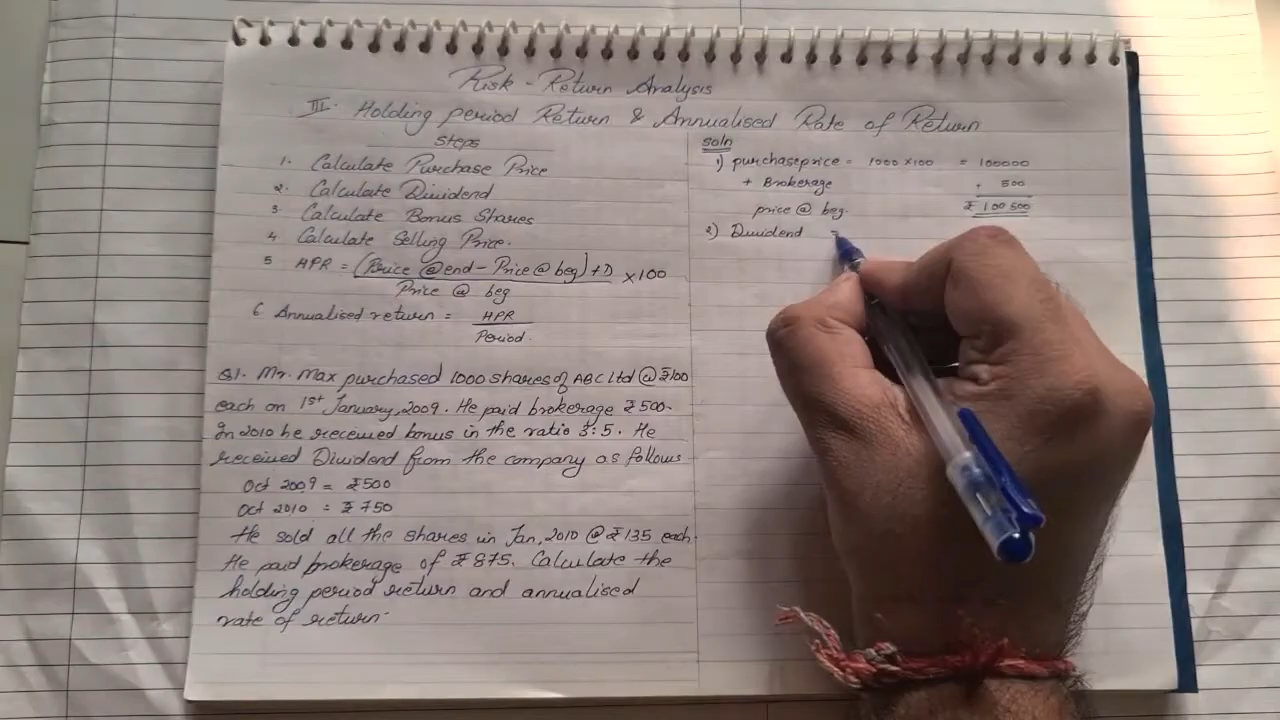 Risk - Return Analysis
III. Holding period Return & Annualised Rate of Return
Steps
1. Calculate Purchase Price
2. Calculate Dividend
3. Calculate Bonus Shares
4 Calculate Selling Price.
5 HPR = (Price @ end - Price @ beg) + D × 100
Price @ beg
6 Annualised return = HPR
Period.
Q1. Mr. Max purchased 1000 shares of ABC Ltd @ ₹100
each on 1st January, 2009. He paid brokerage ₹500.
In 2010 he received bonus in the ratio 3:5. He
received Dividend from the company as follows
Oct 2009 = ₹500
Oct 2010 = ₹750
He sold all the shares in Jan, 2010 @ ₹135 each.
He paid brokerage of ₹875. Calculate the
holding period return and annualised
rate of return.
Soln
1) purchase price = 1000 × 100 = 100000
+ Brokerage + 500
price @ beg. ₹ 100 500
2) Dividend =